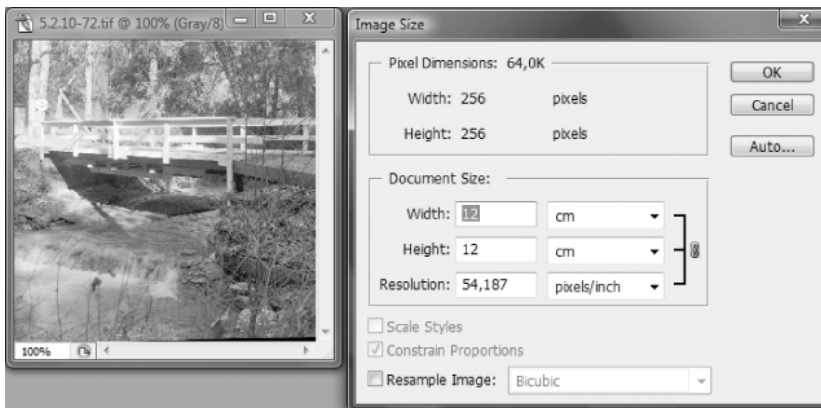 5.2.10-72.tif @ 100% (Gray/8)
100%
Image Size
Pixel Dimensions: 64,0K
Width: 256 pixels
Height: 256 pixels
Document Size:
Width: 12 cm
Height: 12 cm
Resolution: 54,187 pixels/inch
Scale Styles
Constrain Proportions
Resample Image: Bicubic
OK
Cancel
Auto...